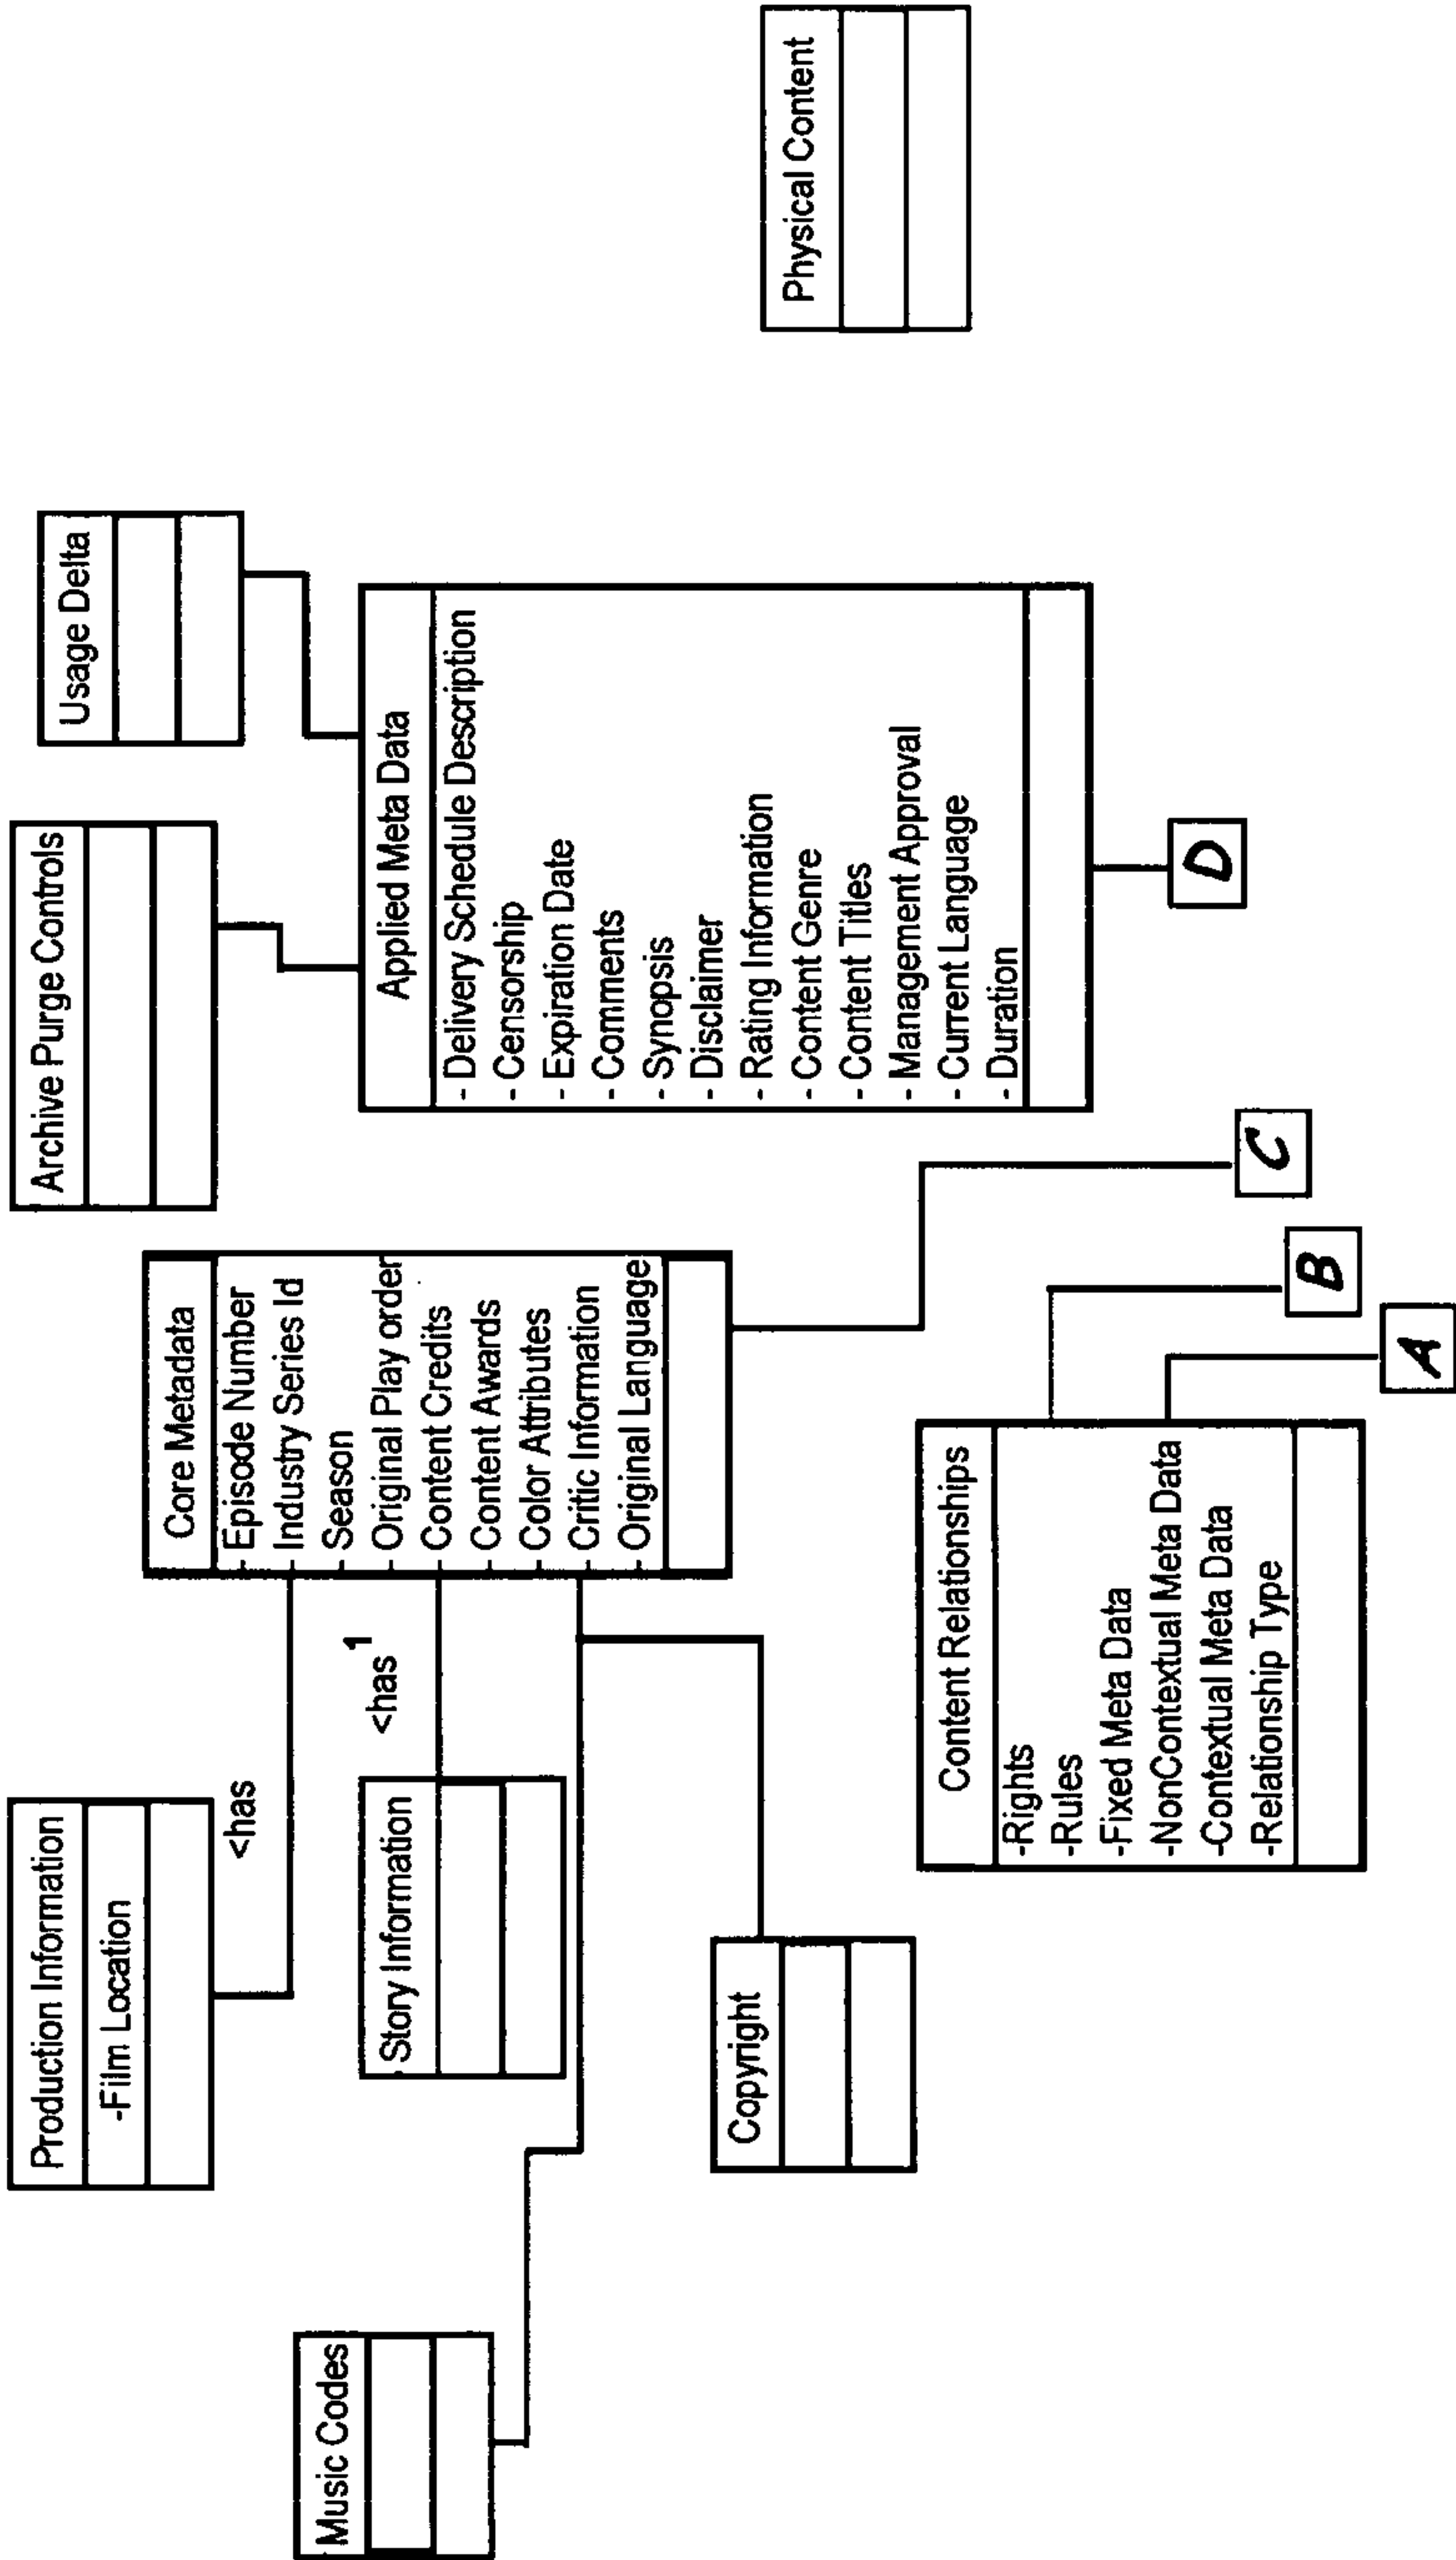 Music Codes
Production Information
-Film Location
<has
Story Information
<has
1
Copyright
Core Metadata
- Episode Number
- Industry Series Id
- Season
- Original Play order
- Content Credits
- Content Awards
- Color Attributes
- Critic Information
- Original Language
Content Relationships
-Rights
-Rules
-Fixed Meta Data
-NonContextual Meta Data
-Contextual Meta Data
-Relationship Type
A
B
C
Archive Purge Controls
Usage Delta
Applied Meta Data
- Delivery Schedule Description
- Censorship
- Expiration Date
- Comments
- Synopsis
- Disclaimer
- Rating Information
- Content Genre
- Content Titles
- Management Approval
- Current Language
- Duration
D
Physical Content